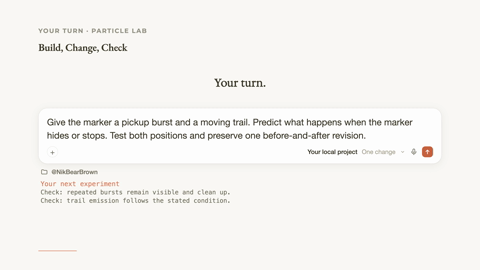 YOUR TURN · PARTICLE LAB
Build, Change, Check
Your turn.
Give the marker a pickup burst and a moving trail. Predict what happens when the marker
hides or stops. Test both positions and preserve one before-and-after revision.
+ Your local project One change
@NikBearBrown
Your next experiment
Check: repeated bursts remain visible and clean up.
Check: trail emission follows the stated condition.